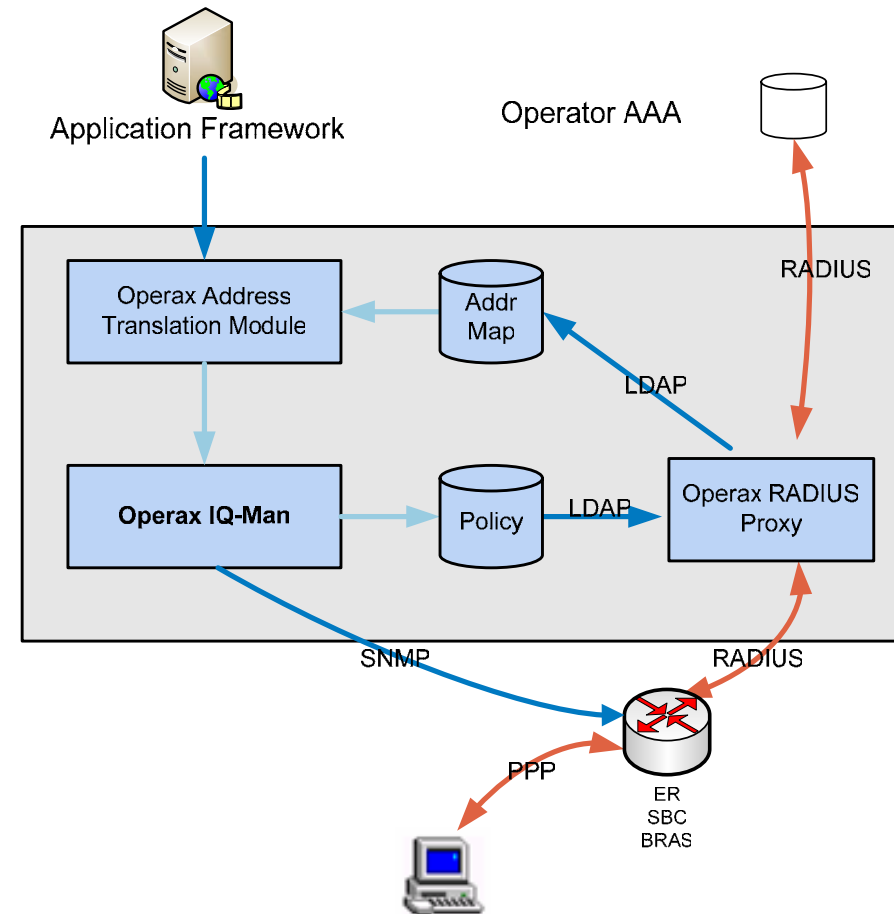 Application Framework
Operator AAA
RADIUS
Operax Address
Translation Module
Addr
Map
LDAP
Operax IQ-Man
Policy
LDAP
Operax RADIUS
Proxy
SNMP
RADIUS
PPP
ER
SBC
BRAS